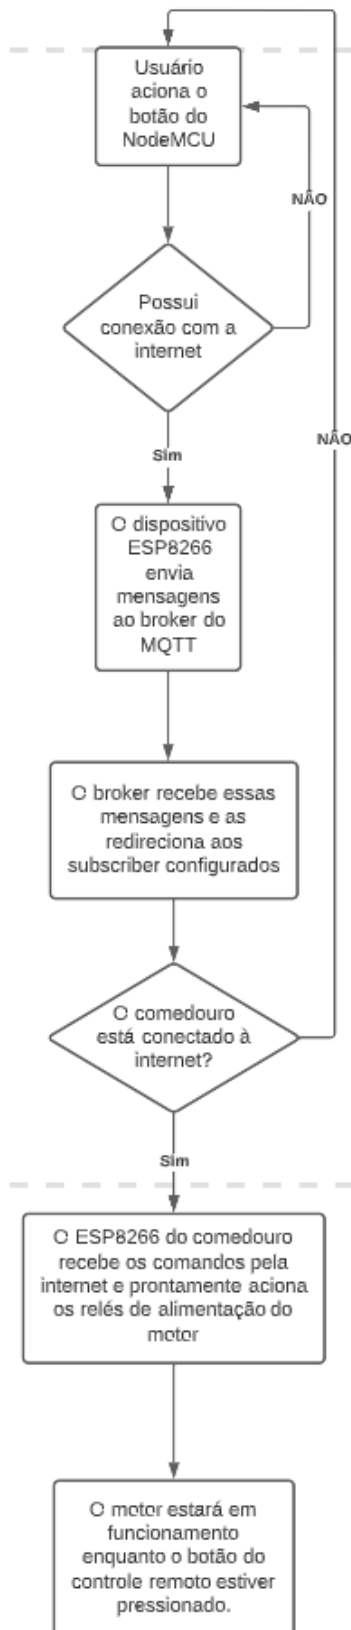 Usuário
aciona o
botão do
NodeMCU
NÃO
Possui
conexão com a
internet
NÃO
Sim
O dispositivo
ESP8266
envia
mensagens
ao broker do
MQTT
O broker recebe essas
mensagens e as
redireciona aos
subscriber configurados
O comedouro
está conectado à
internet?
Sim
O ESP8266 do comedouro
recebe os comandos pela
internet e prontamente aciona
os relés de alimentação do
motor
O motor estará em
funcionamento
enquanto o botão do
controle remoto estiver
pressionado.